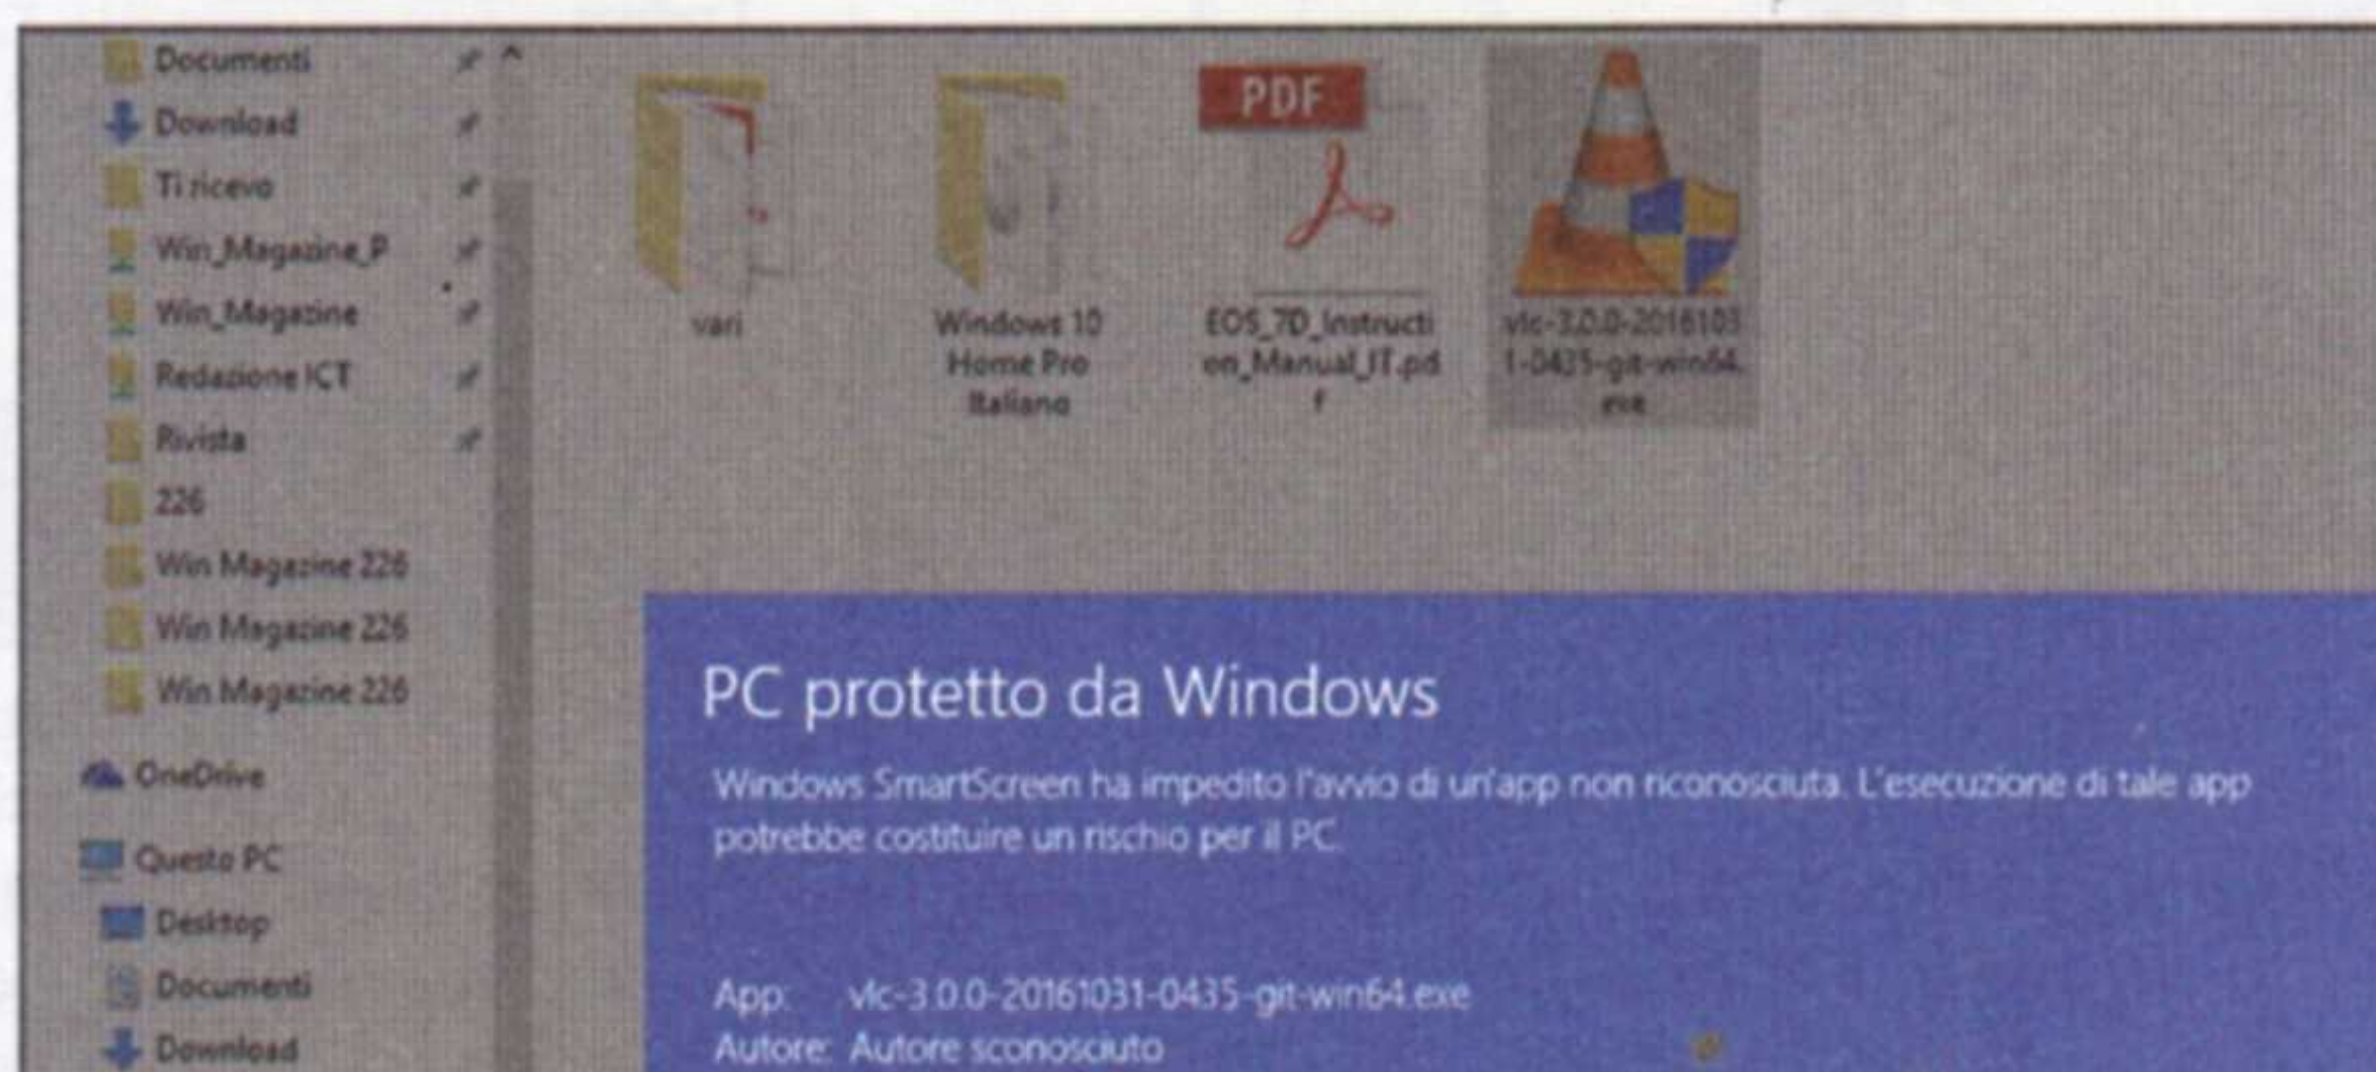 Documenti
Download
Ti ricevo
Win_Magazine_P
Win_Magazine
Redazione ICT
Rivista
226
Win Magazine 226
Win Magazine 226
Win Magazine 226
OneDrive
Questo PC
Desktop
Documenti
Download
vari
Windows 10
Home Pro
Italiano
PDF
EOS_7D_Instructi
on_Manual_IT.pd
f
vlc-3.0.0-2016103
1-0435-git-win64.
exe
PC protetto da Windows
Windows SmartScreen ha impedito l'avvio di un'app non riconosciuta. L'esecuzione di tale app
potrebbe costituire un rischio per il PC.
App: vlc-3.0.0-20161031-0435-git-win64.exe
Autore: Autore sconosciuto